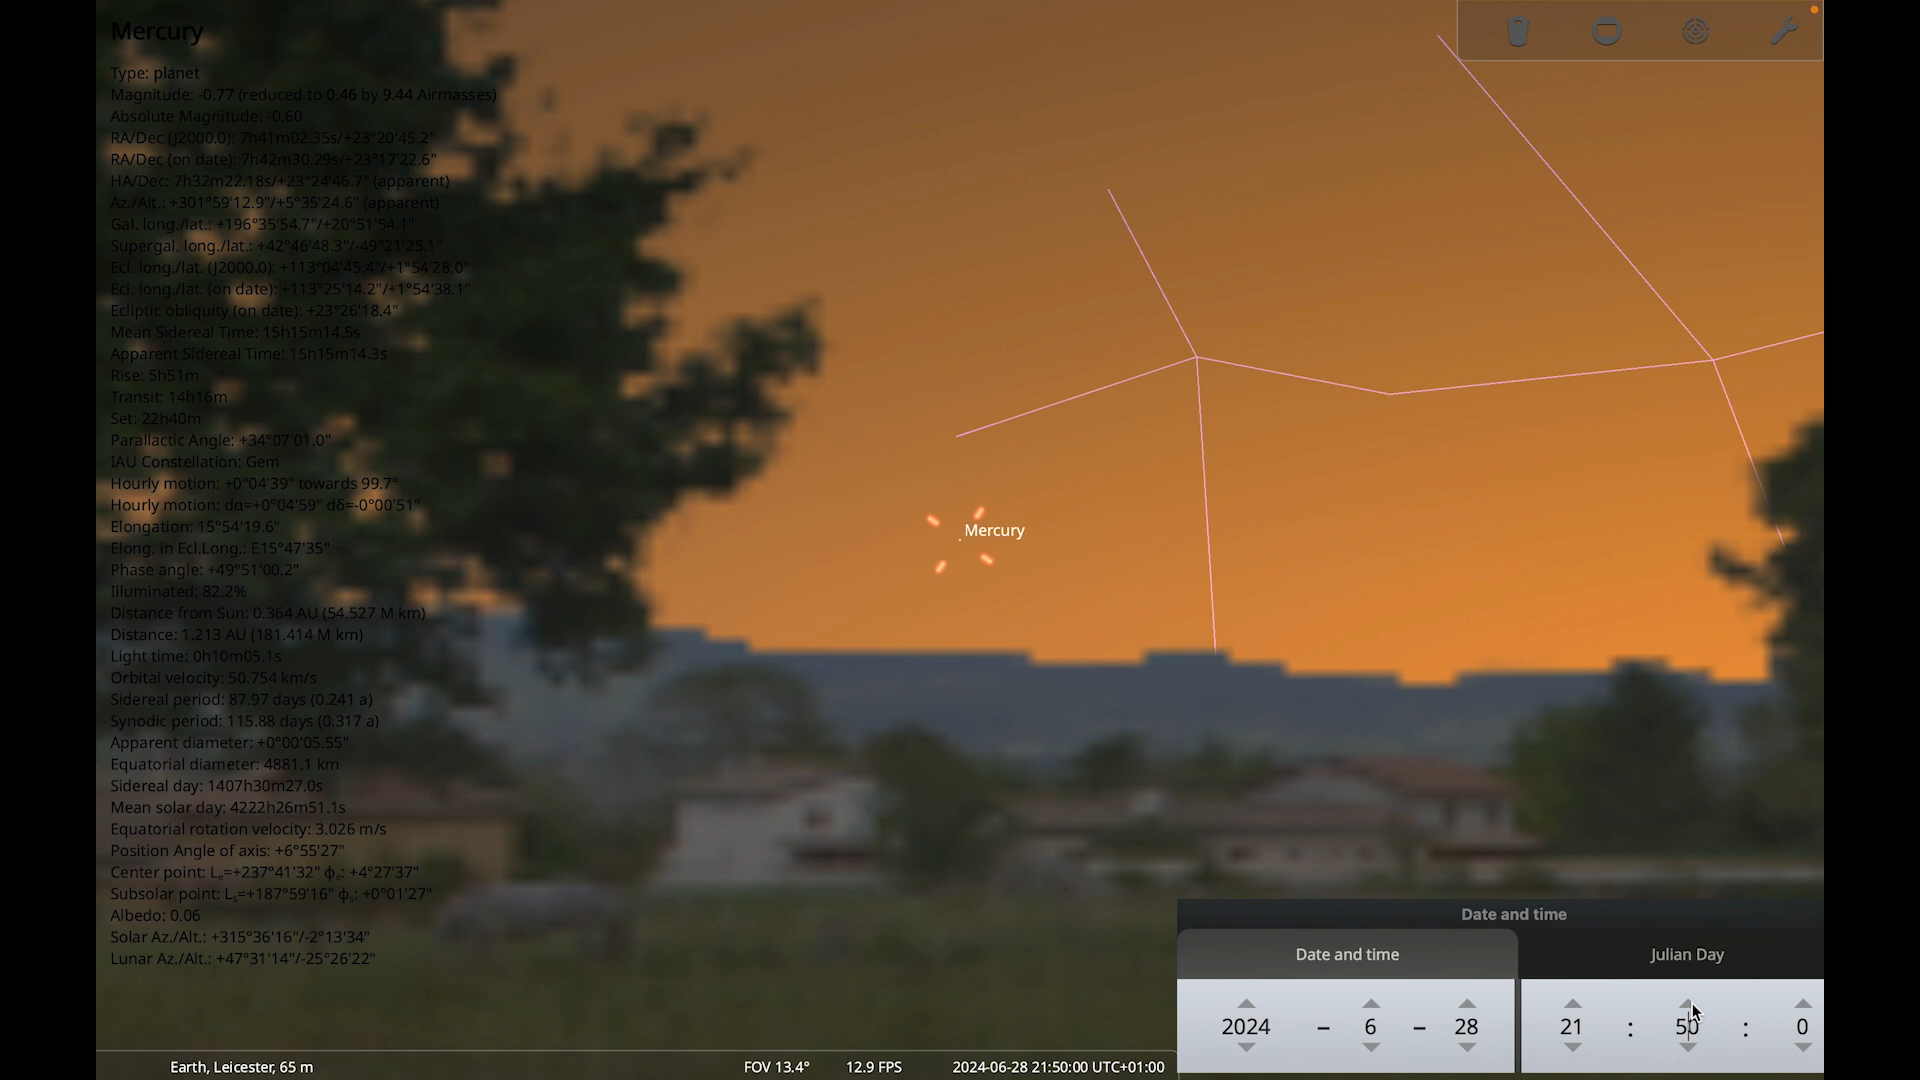 Mercury
Type: planet
Magnitude: -0.77 (reduced to 0.46 by 9.44 Airmasses)
Absolute Magnitude: -0.60
RA/Dec (J2000.0): 7h41m02.35s/+23°20'45.2"
RA/Dec (on date): 7h42m30.29s/+23°17'22.6"
HA/Dec: 7h32m22.18s/+23°24'46.7" (apparent)
Az./Alt.: +301°59'12.9"/+5°35'24.6" (apparent)
Gal. long./lat.: +196°35'54.7"/+20°51'54.1"
Supergal. long./lat.: +42°46'48.3"/-49°21'25.1"
Ecl. long./lat. (J2000.0): +113°04'45.4"/+1°54'28.0"
Ecl. long./lat. (on date): +113°25'14.2"/+1°54'38.1"
Ecliptic obliquity (on date): +23°26'18.4"
Mean Sidereal Time: 15h15m14.5s
Apparent Sidereal Time: 15h15m14.3s
Rise: 5h51m
Transit: 14h16m
Set: 22h40m
Parallactic Angle: +34°07'01.0"
IAU Constellation: Gem
Hourly motion: +0°04'39" towards 99.7°
Hourly motion: dα=+0°04'59" dδ=-0°00'51"
Elongation: 15°54'19.6"
Elong. in Ecl.Long.: E15°47'35"
Phase angle: +49°51'00.2"
Illuminated: 82.2%
Distance from Sun: 0.364 AU (54.527 M km)
Distance: 1.213 AU (181.414 M km)
Light time: 0h10m05.1s
Orbital velocity: 50.754 km/s
Sidereal period: 87.97 days (0.241 a)
Synodic period: 115.88 days (0.317 a)
Apparent diameter: +0°00'05.55"
Equatorial diameter: 4881.1 km
Sidereal day: 1407h30m27.0s
Mean solar day: 4222h26m51.1s
Equatorial rotation velocity: 3.026 m/s
Position Angle of axis: +6°55'27"
Center point: Lₑ=+237°41'32" φₑ: +4°27'37"
Subsolar point: Lₛ=+187°59'16" φₛ: +0°01'27"
Albedo: 0.06
Solar Az./Alt.: +315°36'16"/-2°13'34"
Lunar Az./Alt.: +47°31'14"/-25°26'22"
Mercury
Date and time
Date and time Julian Day
2024 – 6 – 28 21 : 50 : 0
Earth, Leicester, 65 m FOV 13.4° 12.9 FPS 2024-06-28 21:50:00 UTC+01:00